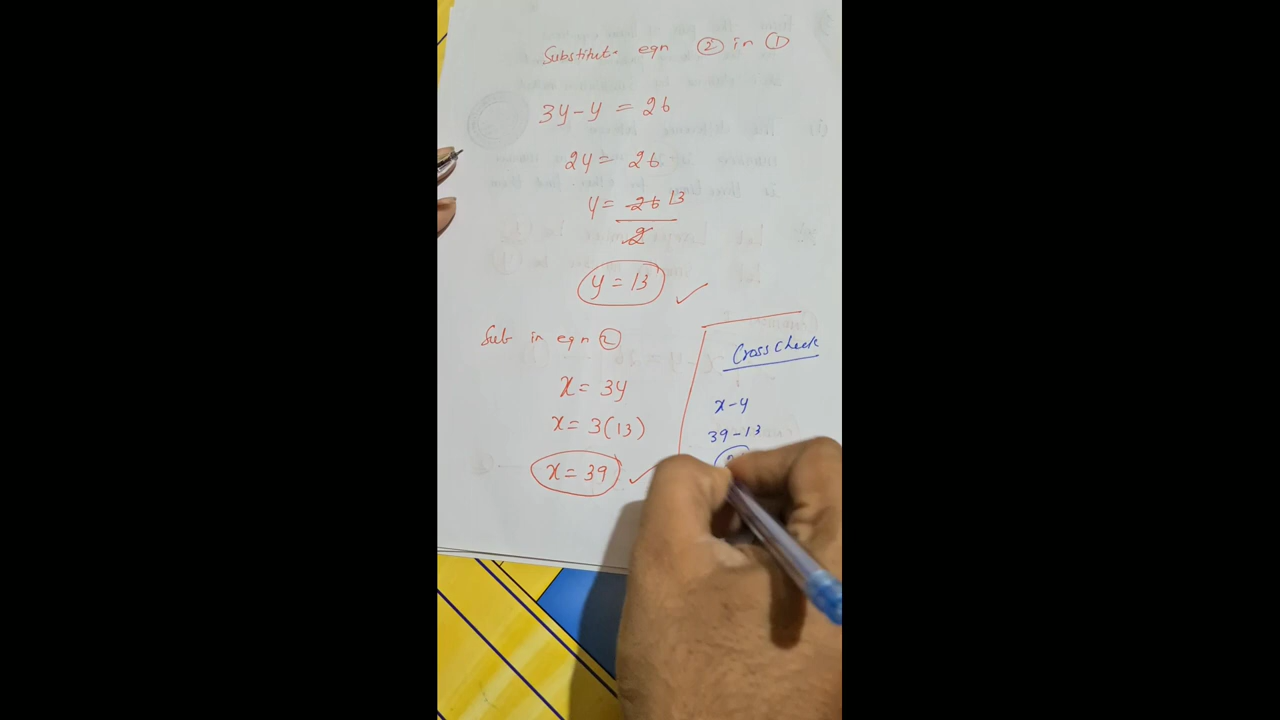 Substitut. eqn ② in ①
3y - y = 26
2y = 26
y = 26 13
2
y = 13 ✓
Sub in eqn ②
x = 3y
x = 3(13)
x = 39 ✓
Cross check
x - y
39 - 13